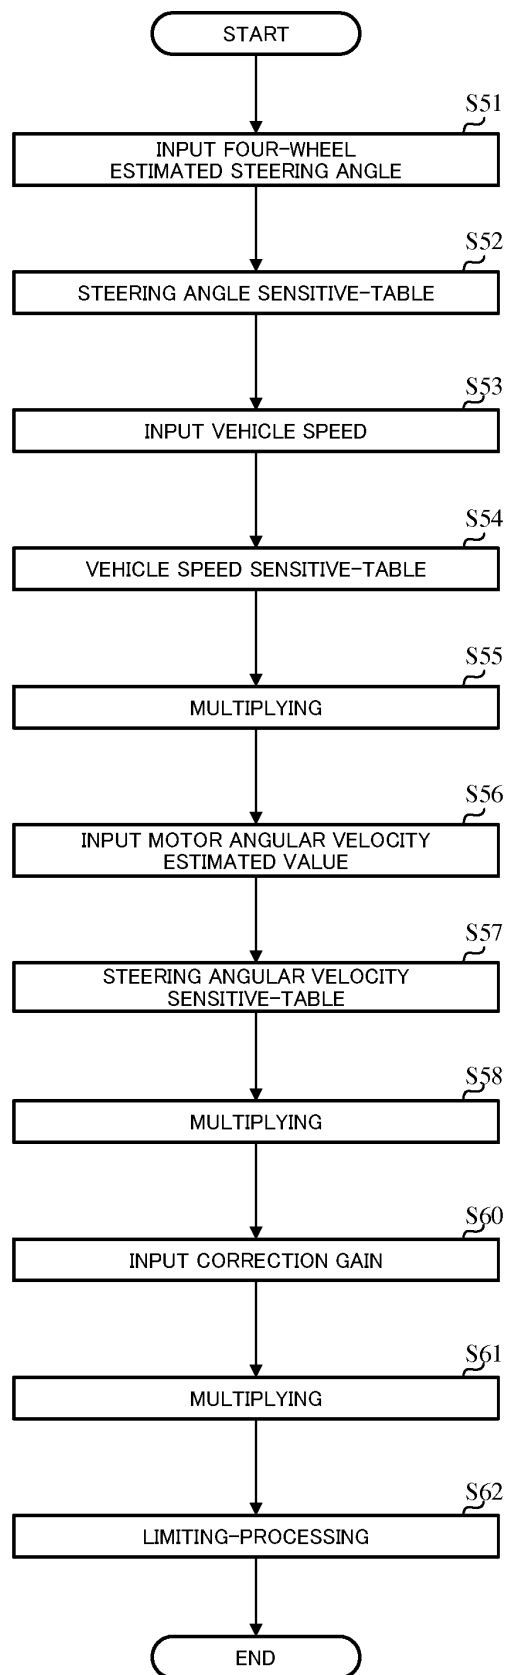 START
S51
INPUT FOUR-WHEEL
ESTIMATED STEERING ANGLE
S52
STEERING ANGLE SENSITIVE-TABLE
S53
INPUT VEHICLE SPEED
S54
VEHICLE SPEED SENSITIVE-TABLE
S55
MULTIPLYING
S56
INPUT MOTOR ANGULAR VELOCITY
ESTIMATED VALUE
S57
STEERING ANGULAR VELOCITY
SENSITIVE-TABLE
S58
MULTIPLYING
S60
INPUT CORRECTION GAIN
S61
MULTIPLYING
S62
LIMITING-PROCESSING
END